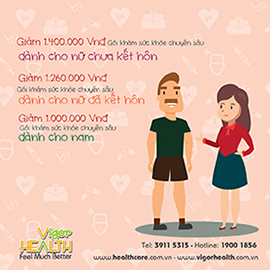 Giảm 1.400.000 Vnđ Gói khám sức khỏe chuyên sâu
dành cho nữ chưa kết hôn
Giảm 1.260.000 Vnđ
Gói khám sức khỏe chuyên sâu
dành cho nữ đã kết hôn
Giảm 1.000.000 Vnđ
Gói khám sức khỏe chuyên sâu
dành cho nam
Vigor
HEALTH
Feel Much Better
Tel: 3911 5315 - Hotline: 1900 1856
www.healthcare.com.vn - www.vigorhealth.com.vn